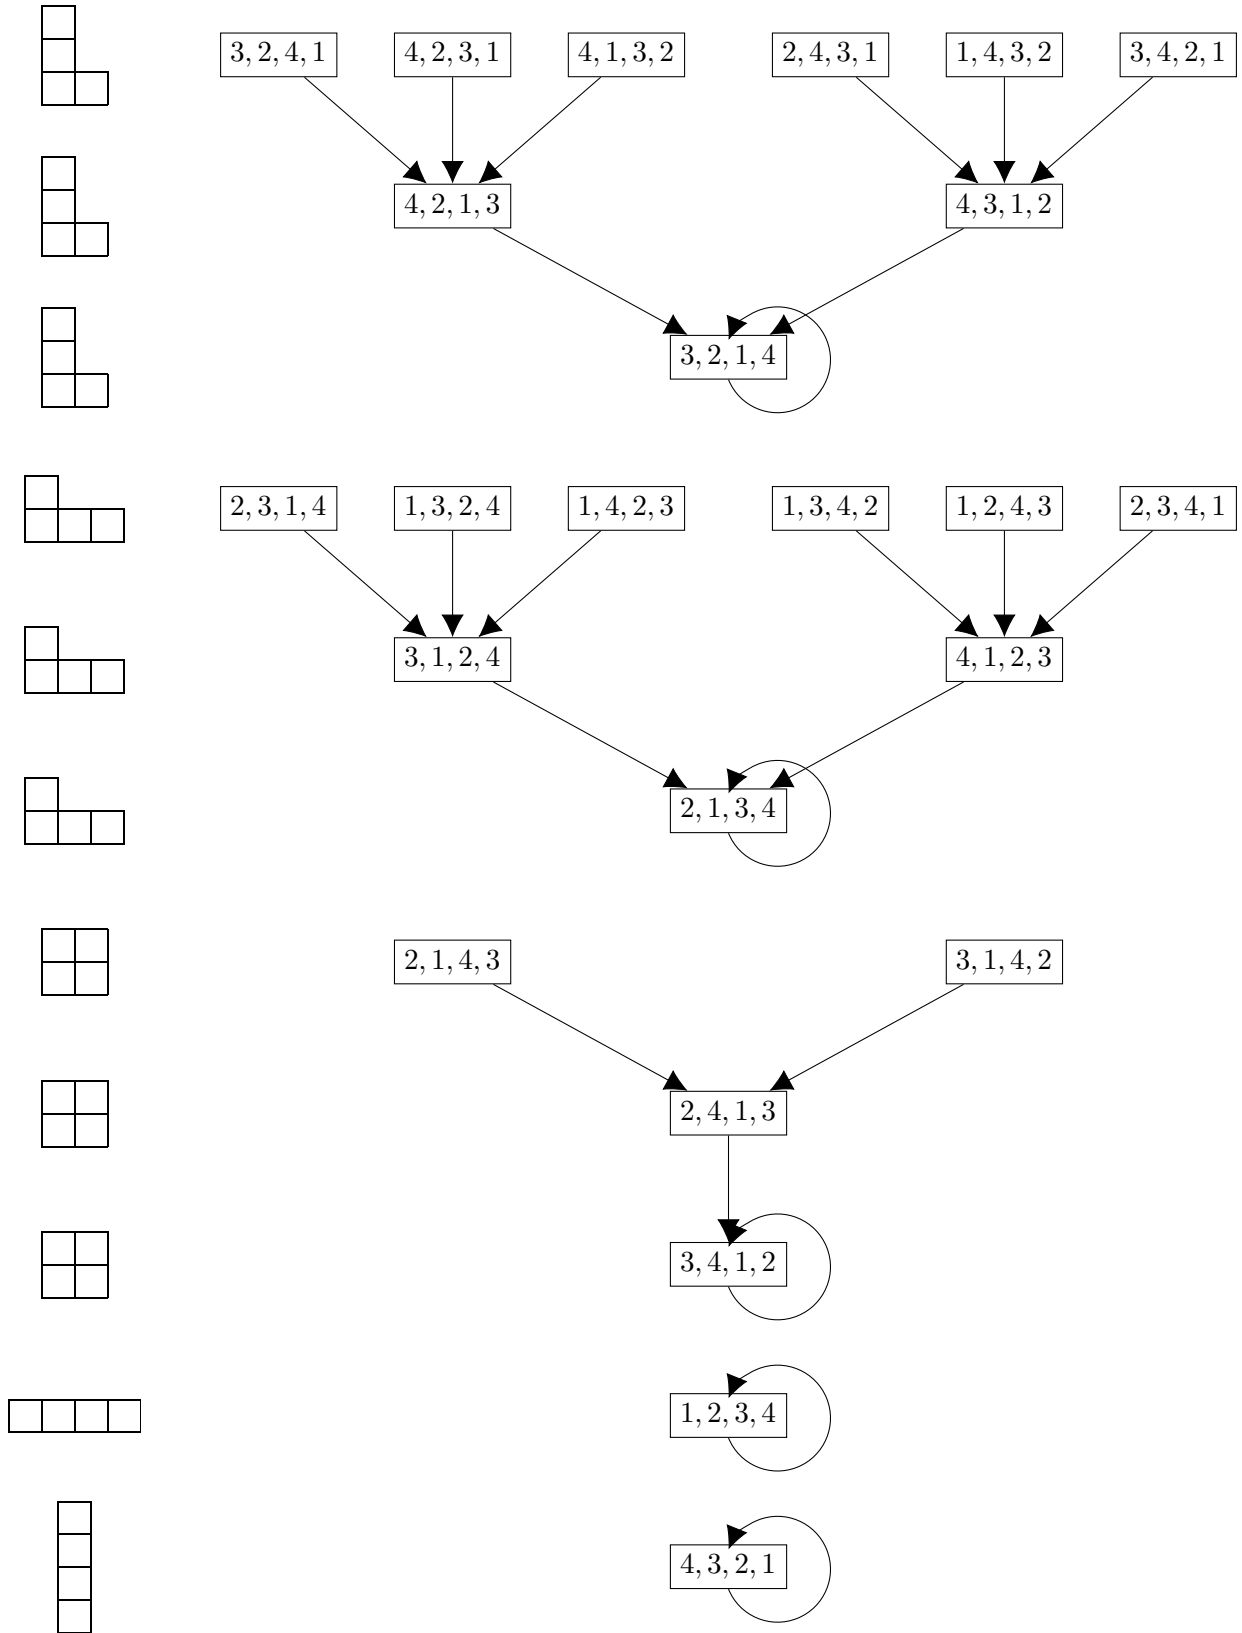 3, 2, 4, 1 4, 2, 3, 1 4, 1, 3, 2 2, 4, 3, 1 1, 4, 3, 2 3, 4, 2, 1
4, 2, 1, 3 4, 3, 1, 2
3, 2, 1, 4
2, 3, 1, 4 1, 3, 2, 4 1, 4, 2, 3 1, 3, 4, 2 1, 2, 4, 3 2, 3, 4, 1
3, 1, 2, 4 4, 1, 2, 3
2, 1, 3, 4
2, 1, 4, 3 3, 1, 4, 2
2, 4, 1, 3
3, 4, 1, 2
1, 2, 3, 4
4, 3, 2, 1